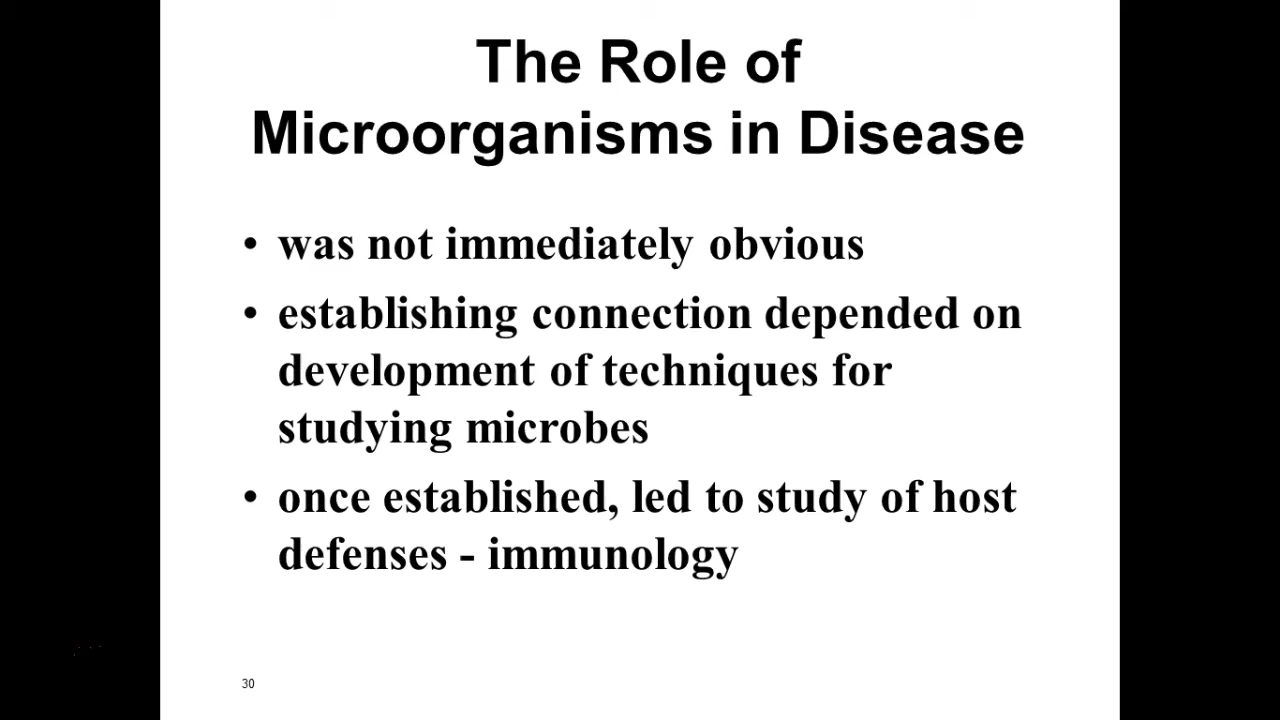 The Role of
Microorganisms in Disease
• was not immediately obvious
• establishing connection depended on
development of techniques for
studying microbes
• once established, led to study of host
defenses - immunology
30